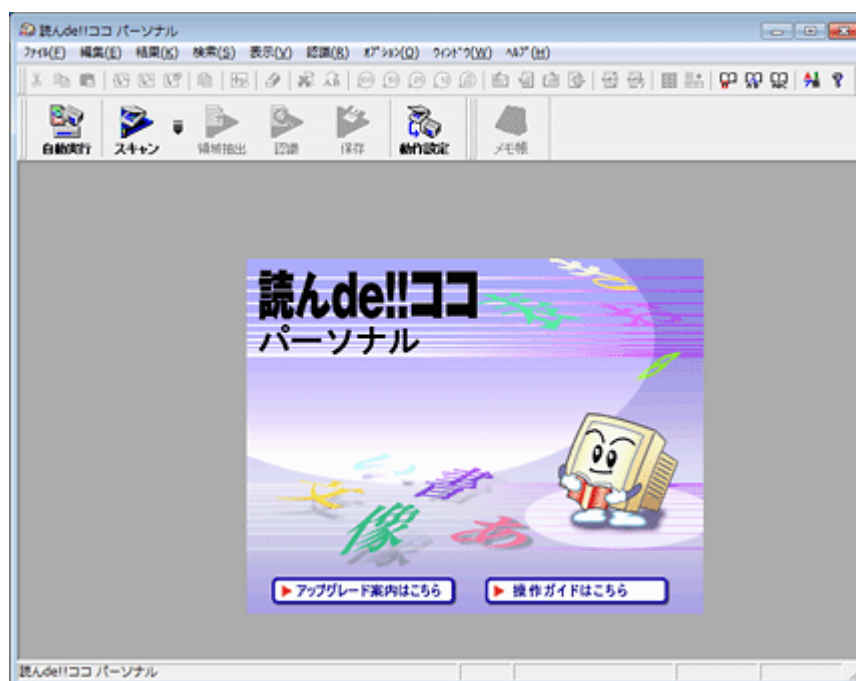 読んde!!ココ パーソナル
ファイル(F) 編集(E) 結果(K) 検索(S) 表示(V) 認識(R) オプション(O) ウィンドウ(W) ヘルプ(H)
自動実行 スキャン 領域抽出 認識 保存 動作設定 メモ帳
読んde!!ココ
パーソナル
書
像
あ
アップグレード案内はこちら 操作ガイドはこちら
読んde!!ココ パーソナル